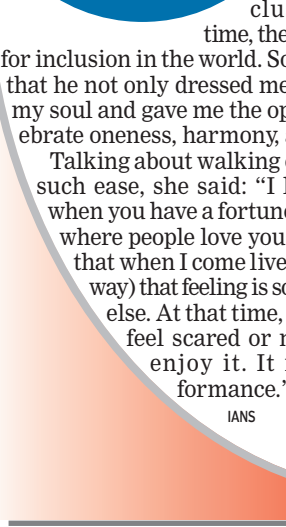 clu
time, the
for inclusion in the world. So
that he not only dressed me
my soul and gave me the op
ebrate oneness, harmony,
Talking about walking
such ease, she said: “I
when you have a fortun
where people love you
that when I come live
way) that feeling is so
else. At that time,
feel scared or
enjoy it. It
formance.”
IANS